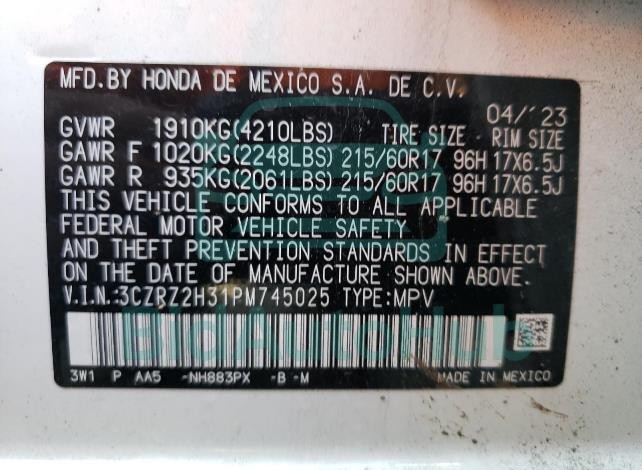 MFD.BY HONDA DE MEXICO S.A. DE C.V.
04/'23
GVWR 1910KG(4210LBS) TIRE SIZE RIM SIZE
GAWR F 1020KG(2248LBS) 215/60R17 96H 17X6.5J
GAWR R 935KG(2061LBS) 215/60R17 96H 17X6.5J
THIS VEHICLE CONFORMS TO ALL APPLICABLE
FEDERAL MOTOR VEHICLE SAFETY
AND THEFT PREVENTION STANDARDS IN EFFECT
ON THE DATE OF MANUFACTURE SHOWN ABOVE.
V.I.N.:3CZRZ2H31PM745025 TYPE:MPV
BidAutoHub
3W1 P AA5 -NH883PX -B -M MADE IN MEXICO